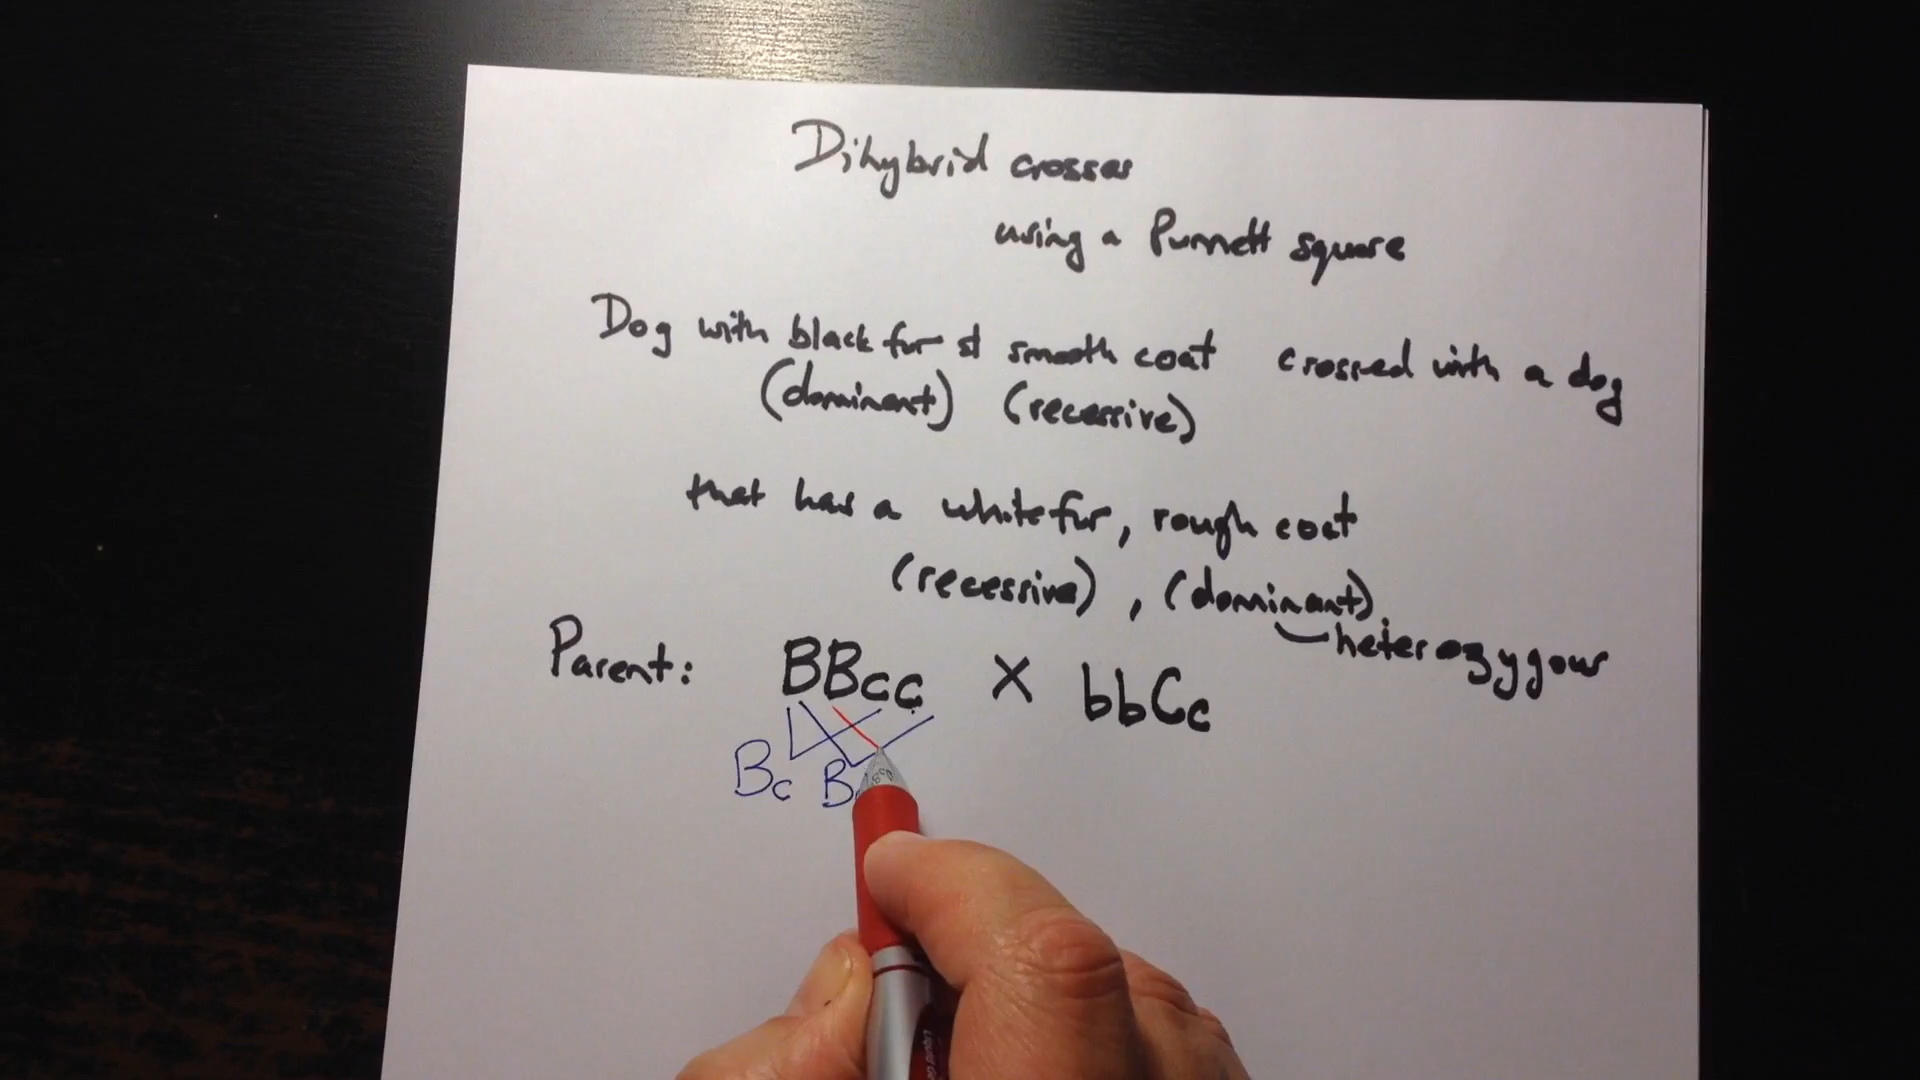 Dihybrid crosses
using a Punnett square
Dog with black fur & smooth coat crossed with a dog
(dominant) (recessive)
that has a white fur, rough coat
(recessive), (dominant)
heterozygous
Parent: BBcc X bbCc
Bc B